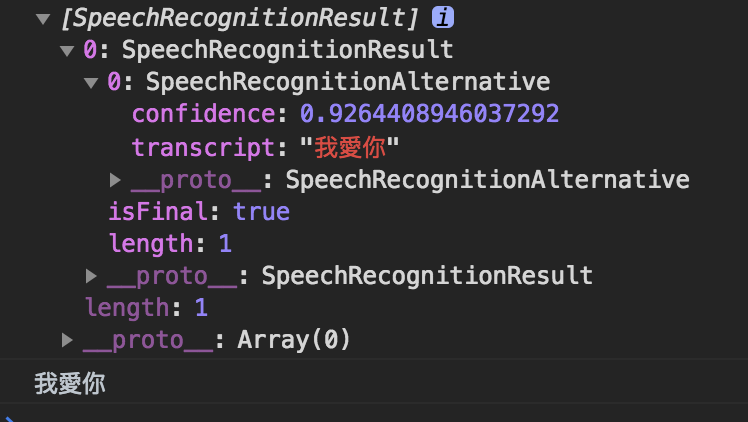 ▼ [SpeechRecognitionResult] i
▼ 0: SpeechRecognitionResult
▼ 0: SpeechRecognitionAlternative
confidence: 0.9264408946037292
transcript: "我愛你"
▶ __proto__: SpeechRecognitionAlternative
isFinal: true
length: 1
▶ __proto__: SpeechRecognitionResult
length: 1
▶ __proto__: Array(0)
我愛你